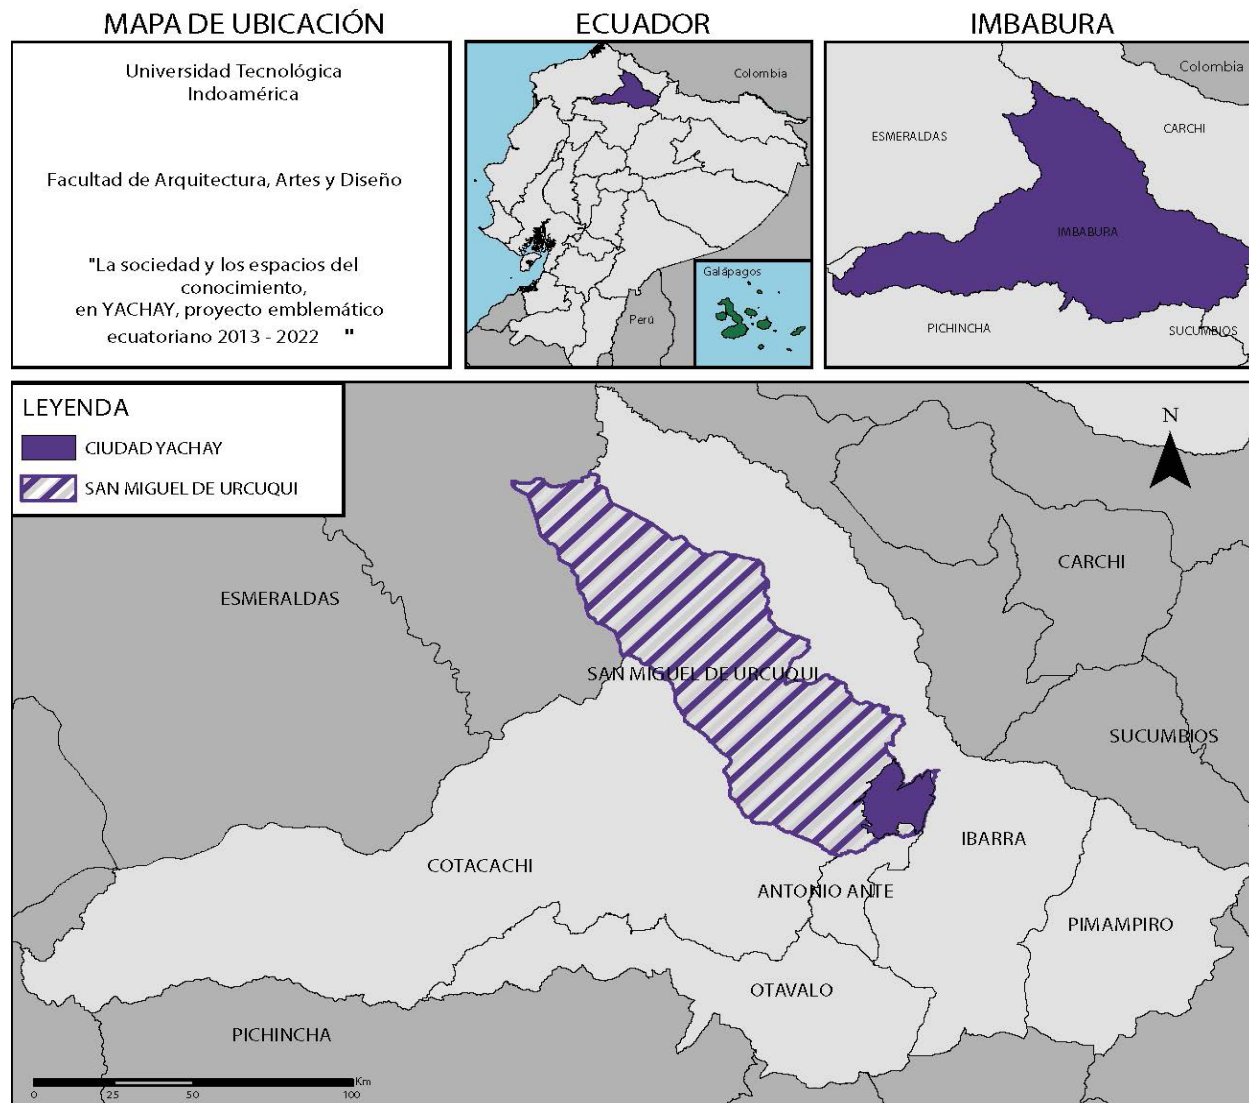 MAPA DE UBICACIÓN
Universidad Tecnológica
Indoamérica
Facultad de Arquitectura, Artes y Diseño
"La sociedad y los espacios del
conocimiento,
en YACHAY, proyecto emblemático
ecuatoriano 2013 - 2022 "
ECUADOR
Colombia
Galápagos
Perú
IMBABURA
Colombia
ESMERALDAS
CARCHI
IMBABURA
PICHINCHA
SUCUMBIOS
LEYENDA
CIUDAD YACHAY
SAN MIGUEL DE URCUQUI
N
CARCHI
ESMERALDAS
SAN MIGUEL DE URCUQUI
SUCUMBIOS
IBARRA
COTACACHI
ANTONIO ANTE
PIMAMPIRO
OTAVALO
PICHINCHA
Km
0 25 50 100